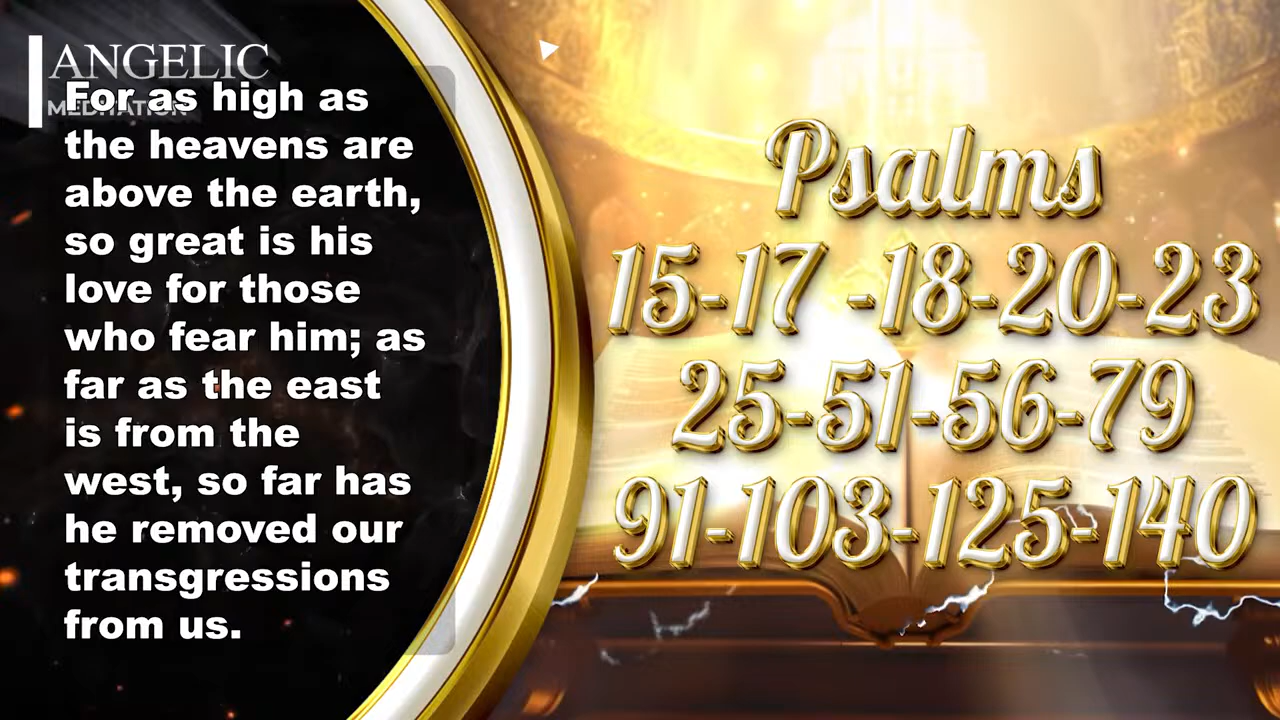 ANGELIC
MEDITATION
For as high as
the heavens are
above the earth,
so great is his
love for those
who fear him; as
far as the east
is from the
west, so far has
he removed our
transgressions
from us.
Psalms
15-17 -18-20-23
25-51-56-79
91-103-125-140